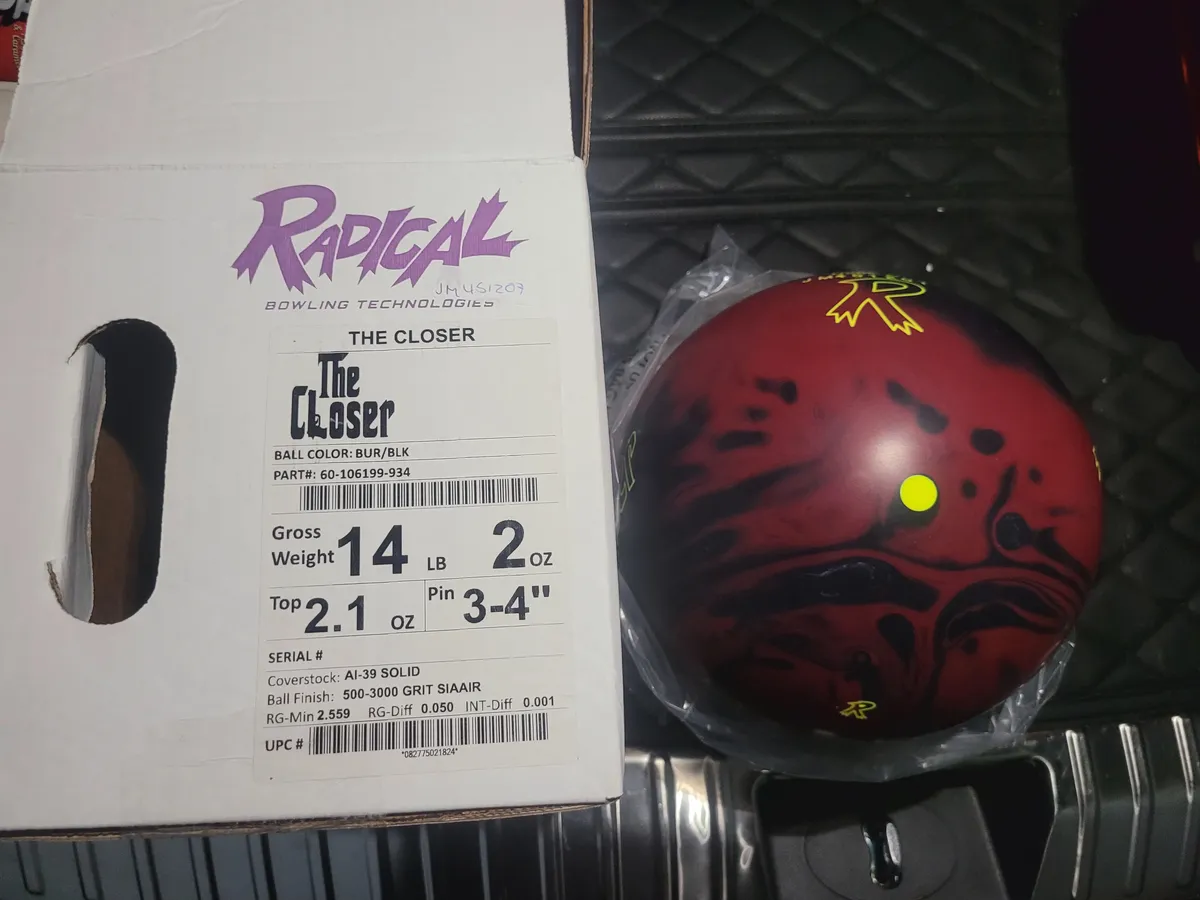 RADICAL
JM4S1207
BOWLING TECHNOLOGIES
THE CLOSER
The
Closer
BALL COLOR: BUR/BLK
PART#: 60-106199-934
Gross
Weight 14 LB 2 OZ
Top 2.1 OZ
Pin 3-4"
SERIAL #
Coverstock: AI-39 SOLID
Ball Finish: 500-3000 GRIT SIAAIR
RG-Min 2.559 RG-Diff 0.050 INT-Diff 0.001
UPC #
*082775021824*
R
R